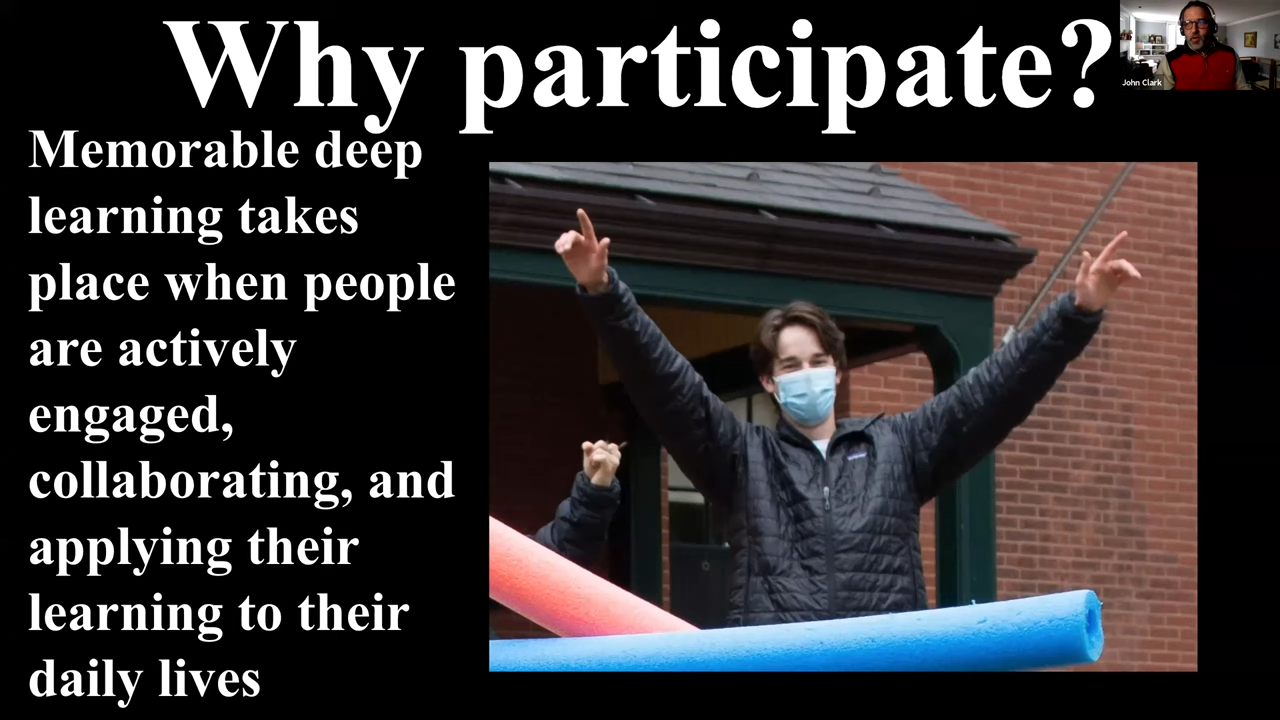 Why participate?
John Clark
Memorable deep
learning takes
place when people
are actively
engaged,
collaborating, and
applying their
learning to their
daily lives